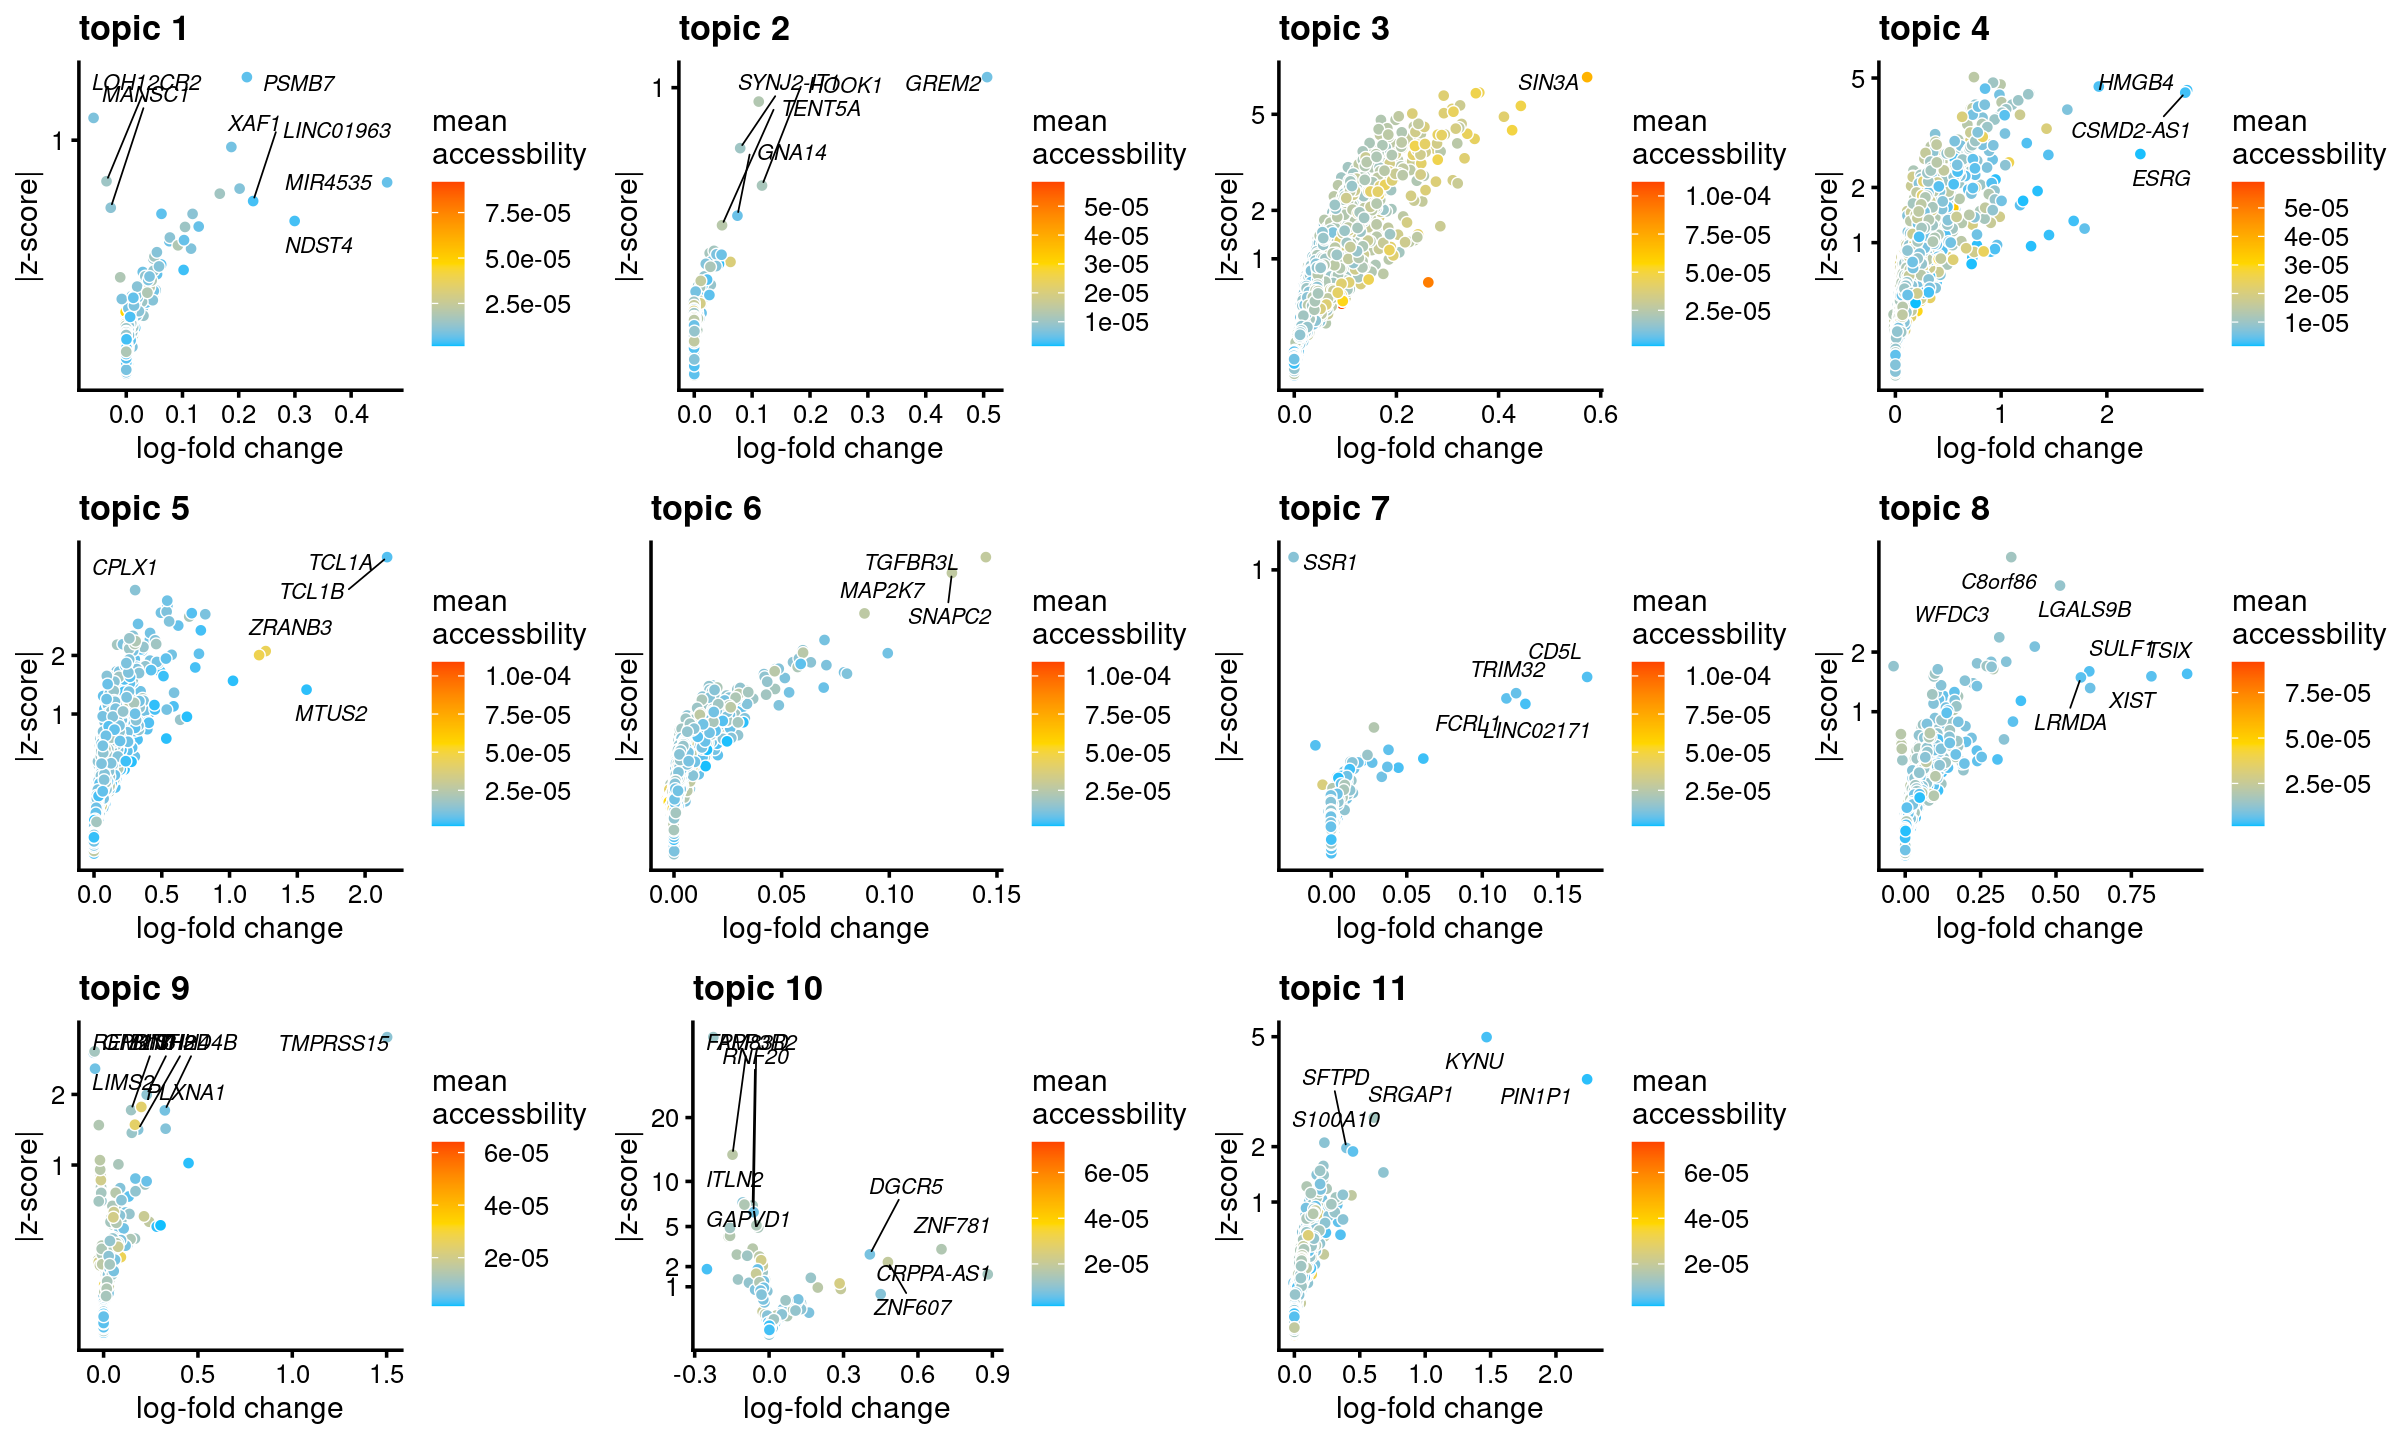 topic 1
LOH12CR2
MANSC1
PSMB7
XAF1
LINC01963
MIR4535
NDST4
|z-score|
1
0.0 0.1 0.2 0.3 0.4
log-fold change
mean
accessbility
7.5e-05
5.0e-05
2.5e-05
topic 2
SYNJ2-IT1
HOOK1
TENT5A
GREM2
GNA14
|z-score|
1
0.0 0.1 0.2 0.3 0.4 0.5
log-fold change
mean
accessbility
5e-05
4e-05
3e-05
2e-05
1e-05
topic 3
SIN3A
|z-score|
5
2
1
0.0 0.2 0.4 0.6
log-fold change
mean
accessbility
1.0e-04
7.5e-05
5.0e-05
2.5e-05
topic 4
HMGB4
CSMD2-AS1
ESRG
|z-score|
5
2
1
0 1 2
log-fold change
mean
accessbility
5e-05
4e-05
3e-05
2e-05
1e-05
topic 5
CPLX1
TCL1A
TCL1B
ZRANB3
MTUS2
|z-score|
2
1
0.0 0.5 1.0 1.5 2.0
log-fold change
mean
accessbility
1.0e-04
7.5e-05
5.0e-05
2.5e-05
topic 6
TGFBR3L
MAP2K7
SNAPC2
|z-score|
0.00 0.05 0.10 0.15
log-fold change
mean
accessbility
1.0e-04
7.5e-05
5.0e-05
2.5e-05
topic 7
SSR1
CD5L
TRIM32
FCRL1
LINC02171
|z-score|
1
0.00 0.05 0.10 0.15
log-fold change
mean
accessbility
1.0e-04
7.5e-05
5.0e-05
2.5e-05
topic 8
C8orf86
WFDC3
LGALS9B
SULF1
TSIX
XIST
LRMDA
|z-score|
2
1
0.00 0.25 0.50 0.75
log-fold change
mean
accessbility
7.5e-05
5.0e-05
2.5e-05
topic 9
TMPRSS15
LIMS2
PLXNA1
|z-score|
2
1
0.0 0.5 1.0 1.5
log-fold change
mean
accessbility
6e-05
4e-05
2e-05
topic 10
RNF20
ITLN2
GAPVD1
DGCR5
ZNF781
CRPPA-AS1
ZNF607
|z-score|
20
10
5
2
1
-0.3 0.0 0.3 0.6 0.9
log-fold change
mean
accessbility
6e-05
4e-05
2e-05
topic 11
KYNU
SFTPD
SRGAP1
PIN1P1
S100A10
|z-score|
5
2
1
0.0 0.5 1.0 1.5 2.0
log-fold change
mean
accessbility
6e-05
4e-05
2e-05